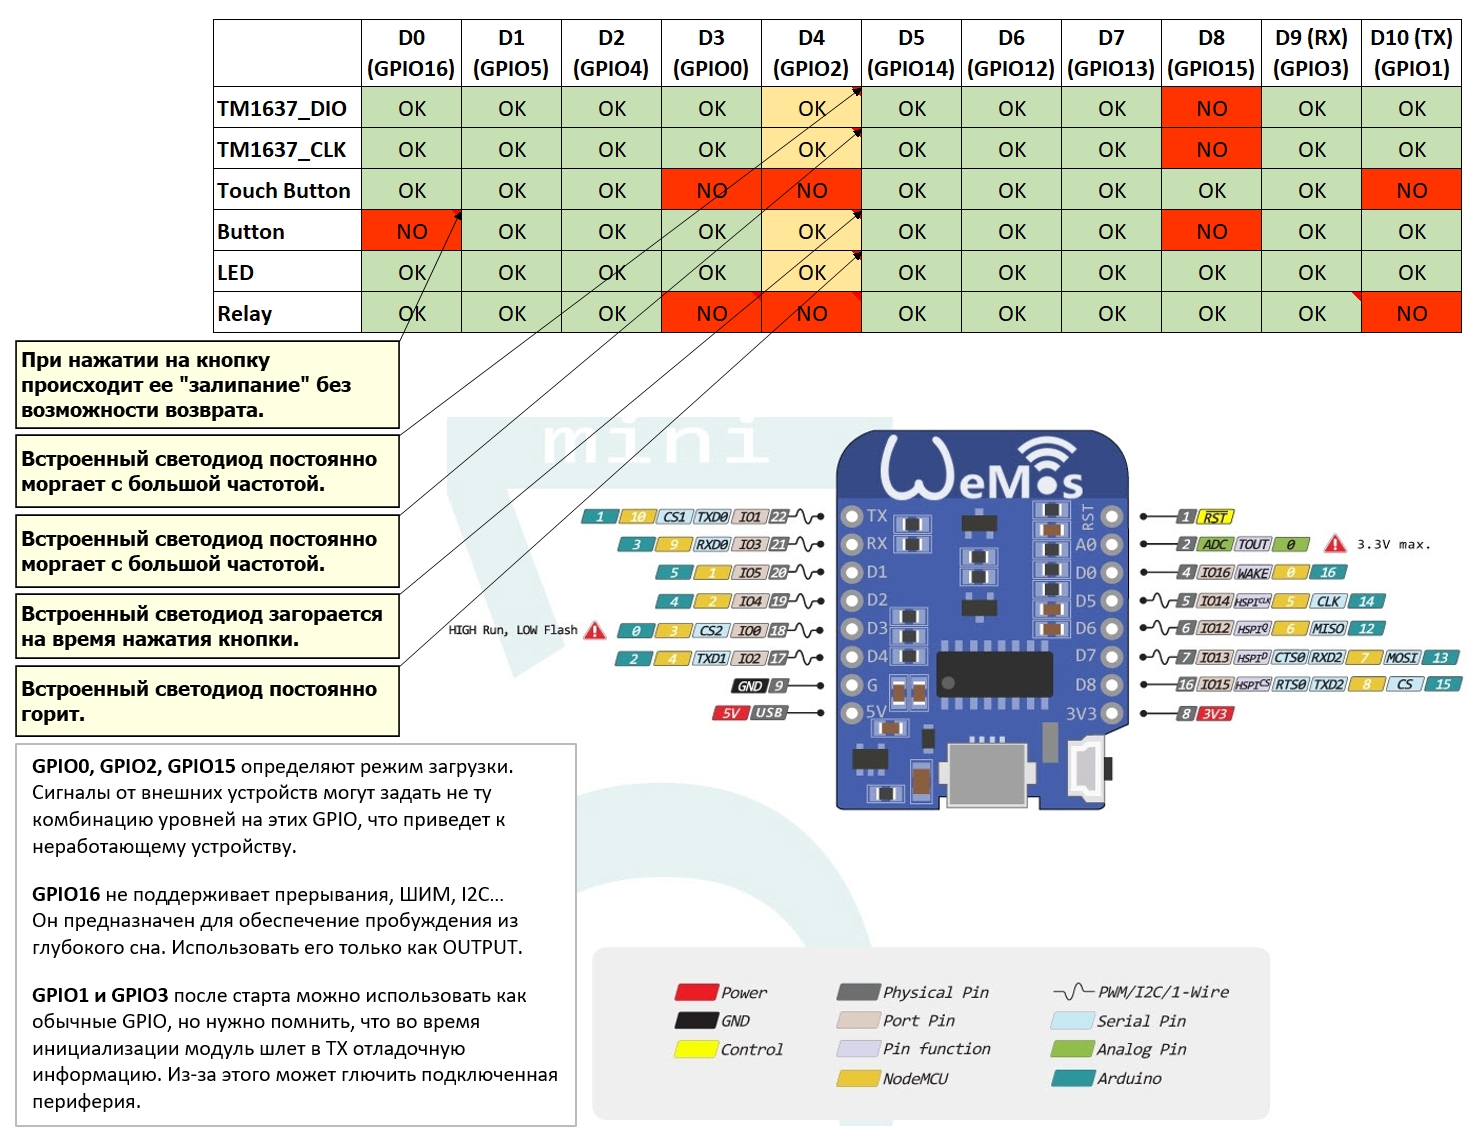 D0 D1 D2 D3 D4 D5 D6 D7 D8 D9 (RX) D10 (TX)
(GPIO16) (GPIO5) (GPIO4) (GPIO0) (GPIO2) (GPIO14) (GPIO12) (GPIO13) (GPIO15) (GPIO3) (GPIO1)
TM1637_DIO OK OK OK OK OK OK OK OK NO OK OK
TM1637_CLK OK OK OK OK OK OK OK OK NO OK OK
Touch Button OK OK OK NO NO OK OK OK OK OK NO
Button NO OK OK OK OK OK OK OK NO OK OK
LED OK OK OK OK OK OK OK OK OK OK OK
Relay OK OK OK NO NO OK OK OK OK OK NO
При нажатии на кнопку
происходит ее "залипание" без
возможности возврата.
Встроенный светодиод постоянно
моргает с большой частотой.
Встроенный светодиод постоянно
моргает с большой частотой.
Встроенный светодиод загорается
на время нажатия кнопки.
Встроенный светодиод постоянно
горит.
GPIO0, GPIO2, GPIO15 определяют режим загрузки.
Сигналы от внешних устройств могут задать не ту
комбинацию уровней на этих GPIO, что приведет к
неработающему устройству.
GPIO16 не поддерживает прерывания, ШИМ, I2C...
Он предназначен для обеспечение пробуждения из
глубокого сна. Использовать его только как OUTPUT.
GPIO1 и GPIO3 после старта можно использовать как
обычные GPIO, но нужно помнить, что во время
инициализации модуль шлет в TX отладочную
информацию. Из-за этого может глючить подключенная
периферия.
mini
WeMos
1 10 CS1 TXD0 IO1 22
3 9 RXD0 IO3 21
5 1 IO5 20
4 2 IO4 19
HIGH Run, LOW Flash 0 3 CS2 IO0 18
2 4 TXD1 IO2 17
GND 9
5V USB
TX
RX
D1
D2
D3
D4
G
5V
RST
A0
D0
D5
D6
D7
D8
3V3
1 RST
2 ADC TOUT 0 3.3V max.
4 IO16 WAKE 0 16
5 IO14 HSPICLK 5 CLK 14
6 IO12 HSPIQ 6 MISO 12
7 IO13 HSPID CTS0 RXD2 7 MOSI 13
16 IO15 HSPICS RTS0 TXD2 8 CS 15
8 3V3
Power Physical Pin PWM/I2C/1-Wire
GND Port Pin Serial Pin
Control Pin function Analog Pin
NodeMCU Arduino